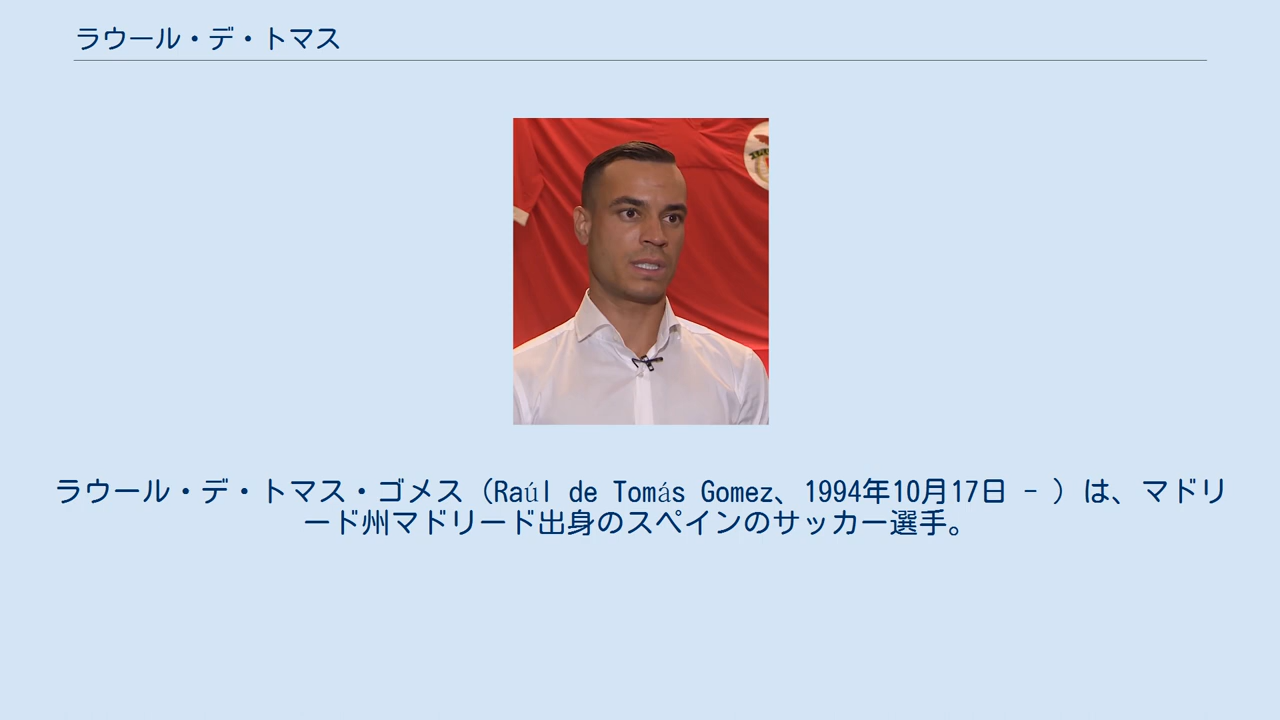 ラウール・デ・トマス
ラウール・デ・トマス・ゴメス（Raúl de Tomás Gomez、1994年10月17日 - ）は、マドリ
ード州マドリード出身のスペインのサッカー選手。